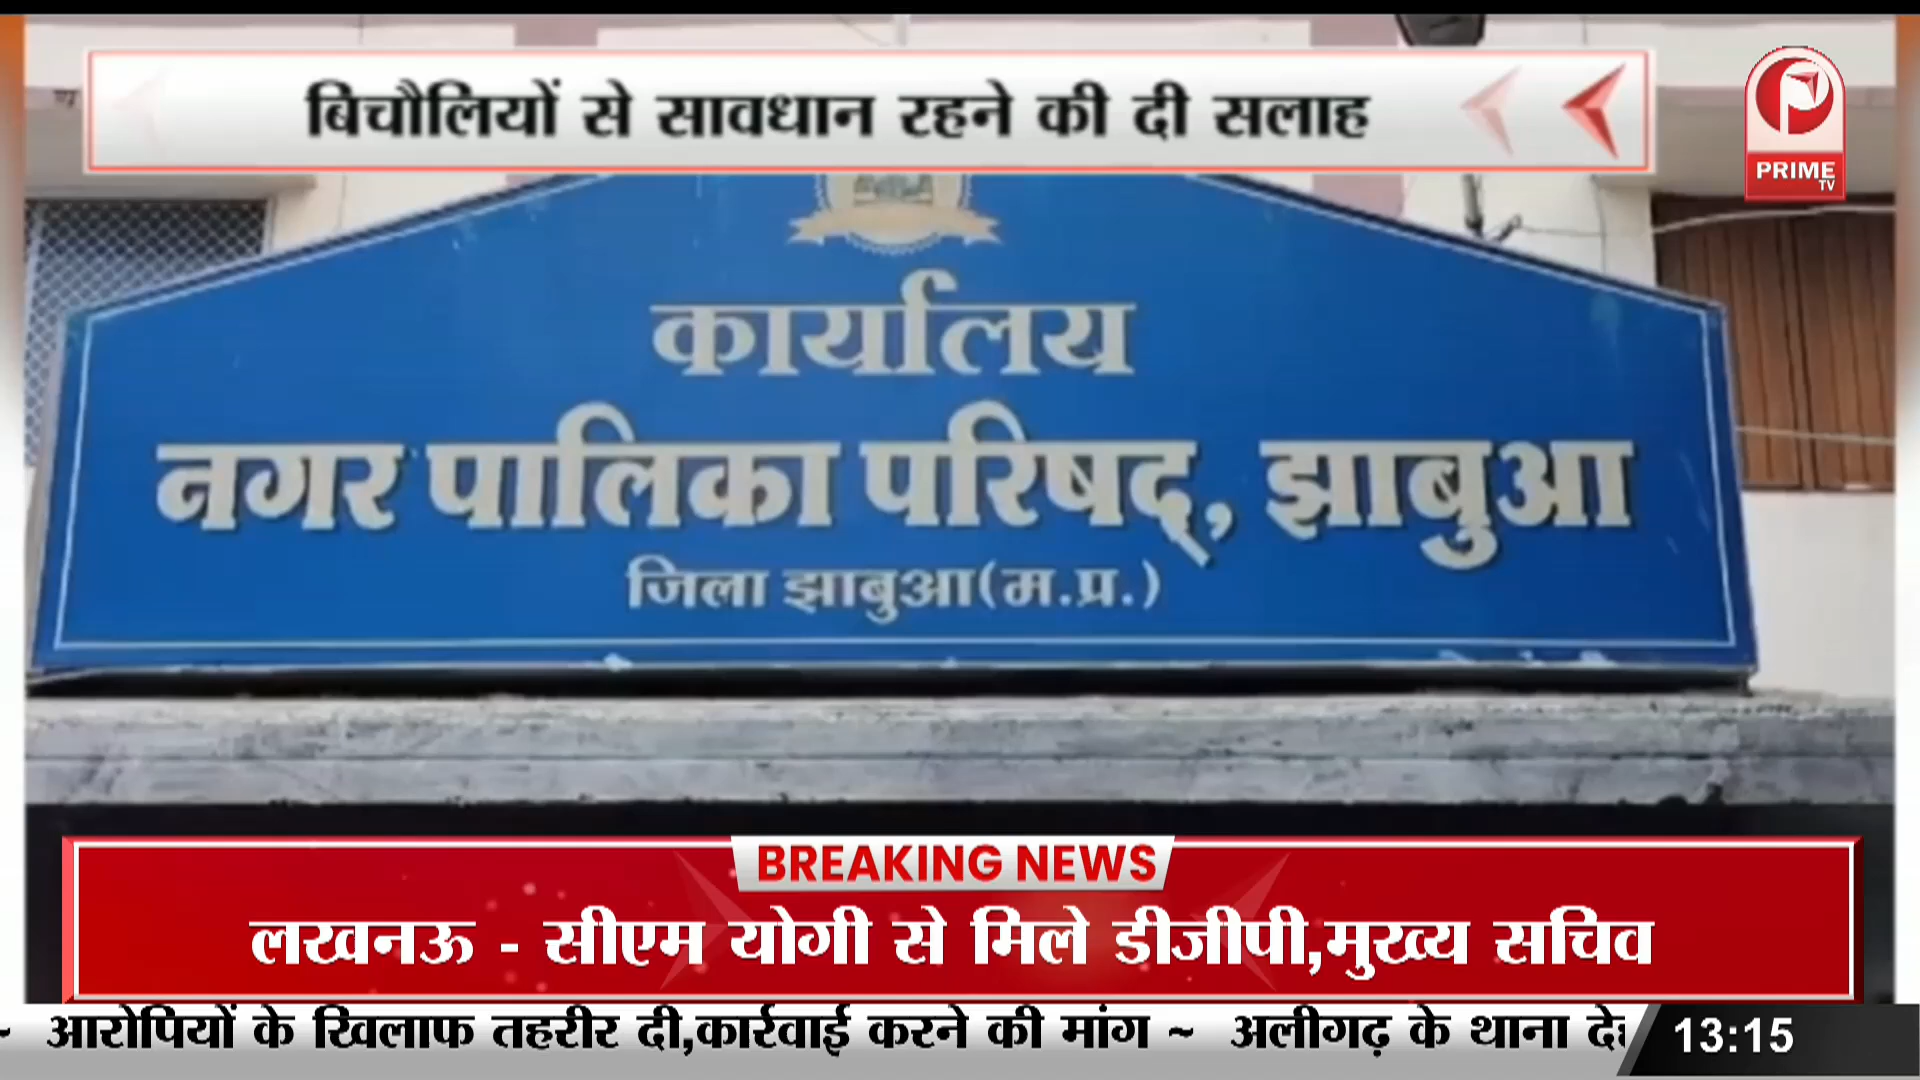 बिचौलियों से सावधान रहने की दी सलाह
PRIME
TV
कार्यालय
नगर पालिका परिषद्, झाबुआ
जिला झाबुआ(म.प्र.)
BREAKING NEWS
लखनऊ - सीएम योगी से मिले डीजीपी,मुख्य सचिव
~ आरोपियों के खिलाफ तहरीर दी,कार्रवाई करने की मांग ~ अलीगढ़ के थाना
13:15